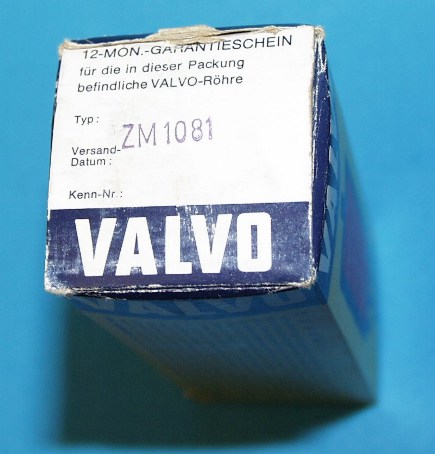 12-MON.-GARANTIESCHEIN
für die in dieser Packung
befindliche VALVO-Röhre
Typ:
ZM1081
Versand-
Datum:
Kenn-Nr.:
VALVO